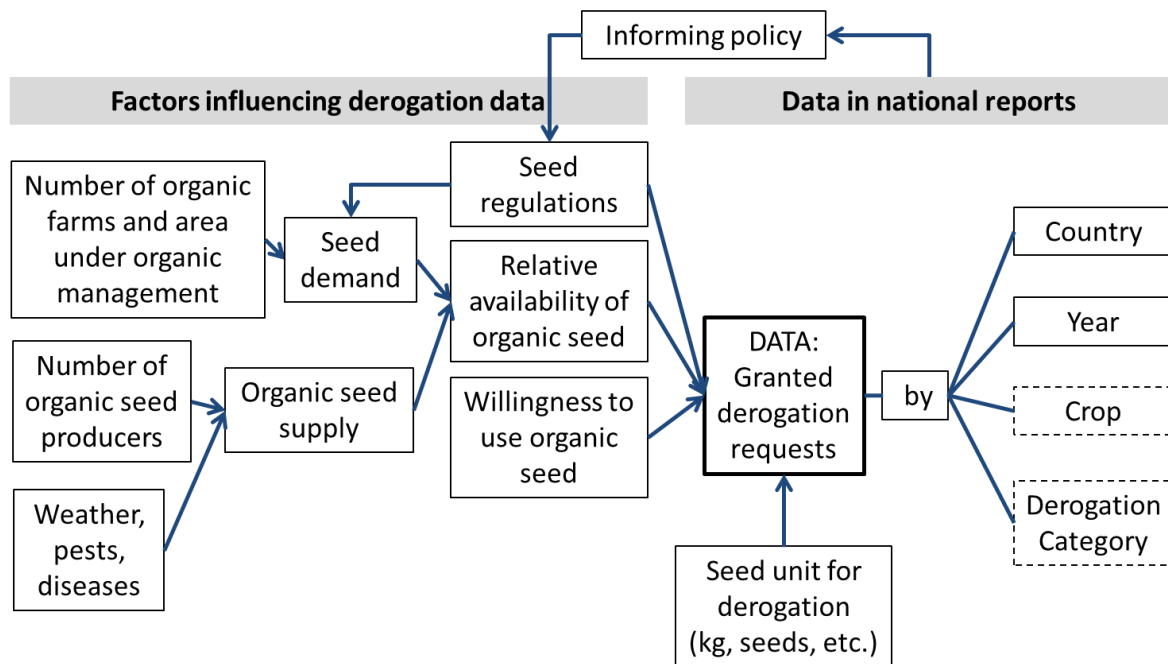 Informing policy
Factors influencing derogation data
Data in national reports
Number of organic
farms and area
under organic
management
Seed
demand
Seed
regulations
Relative
availability of
organic seed
Number of
organic seed
producers
Organic seed
supply
Willingness to
use organic
seed
Weather,
pests,
diseases
DATA:
Granted
derogation
requests
by
Country
Year
Crop
Derogation
Category
Seed unit for
derogation
(kg, seeds, etc.)